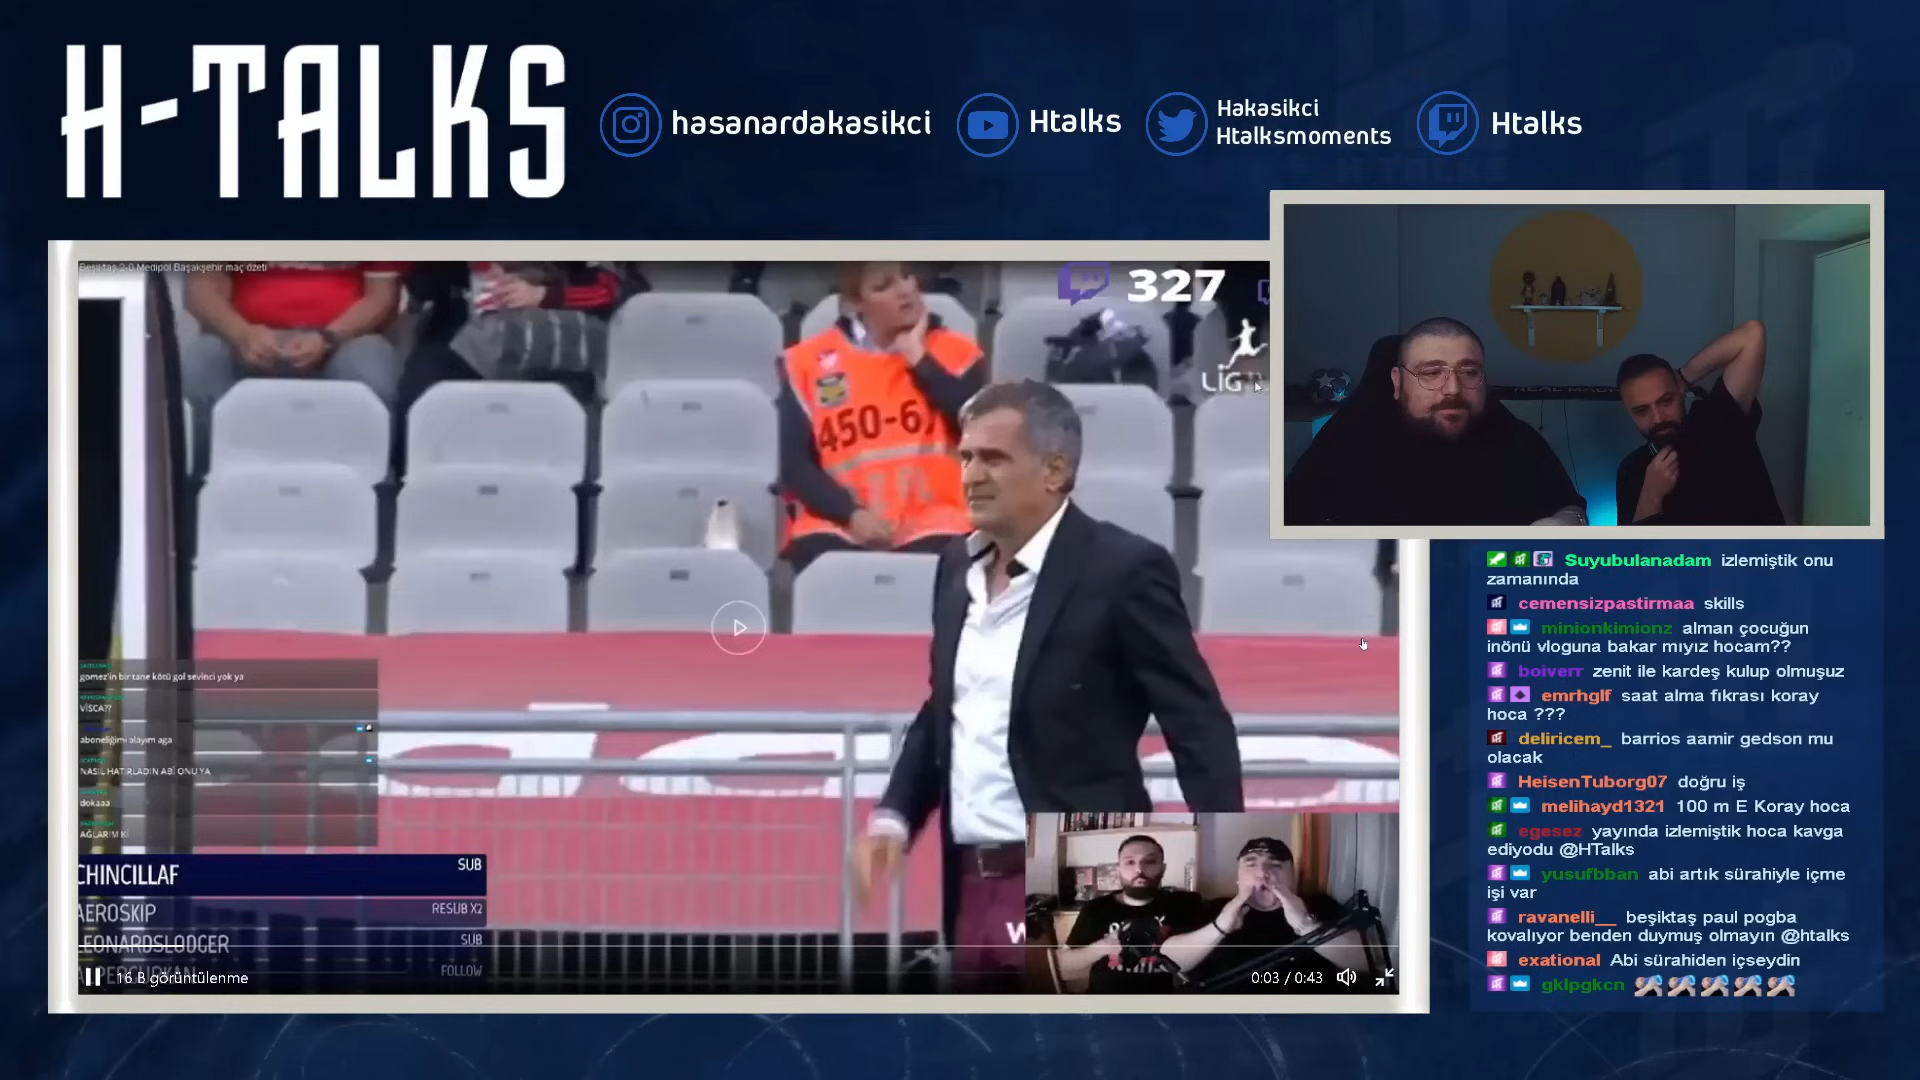 H-TALKS
hasanardakasikci
Htalks
Hakasikci
Htalksmoments
Htalks
Beşiktaş 2-0 Medipol Başakşehir maç özeti
327
LİG
450-67
gomez'in bir tane kötü gol sevinci yok ya
VİSCA??
aboneliğimi alayım aga
NASIL HATIRLADIN ABİ ONU YA
dokaaa
AĞLARIM Kİ
CHINCILLAF SUB
AEROSKIP RESUB X2
LEONARDSLODGER SUB
FOLLOW
16 B görüntülenme
0:03 / 0:43
Suyubulanadam izlemiştik onu
zamanında
cemensizpastirmaa skills
minionkimionz alman çocuğun
inönü vloguna bakar mıyız hocam??
boiverr zenit ile kardeş kulup olmuşuz
emrhglf saat alma fıkrası koray
hoca ???
deliricem_ barrios aamir gedson mu
olacak
HeisenTuborg07 doğru iş
melihayd1321 100 m E Koray hoca
egesez yayında izlemiştik hoca kavga
ediyodu @HTalks
yusufbban abi artık sürahiyle içme
işi var
ravanelli__ beşiktaş paul pogba
kovalıyor benden duymuş olmayın @htalks
exational Abi sürahiden içseydin
gklpgkcn